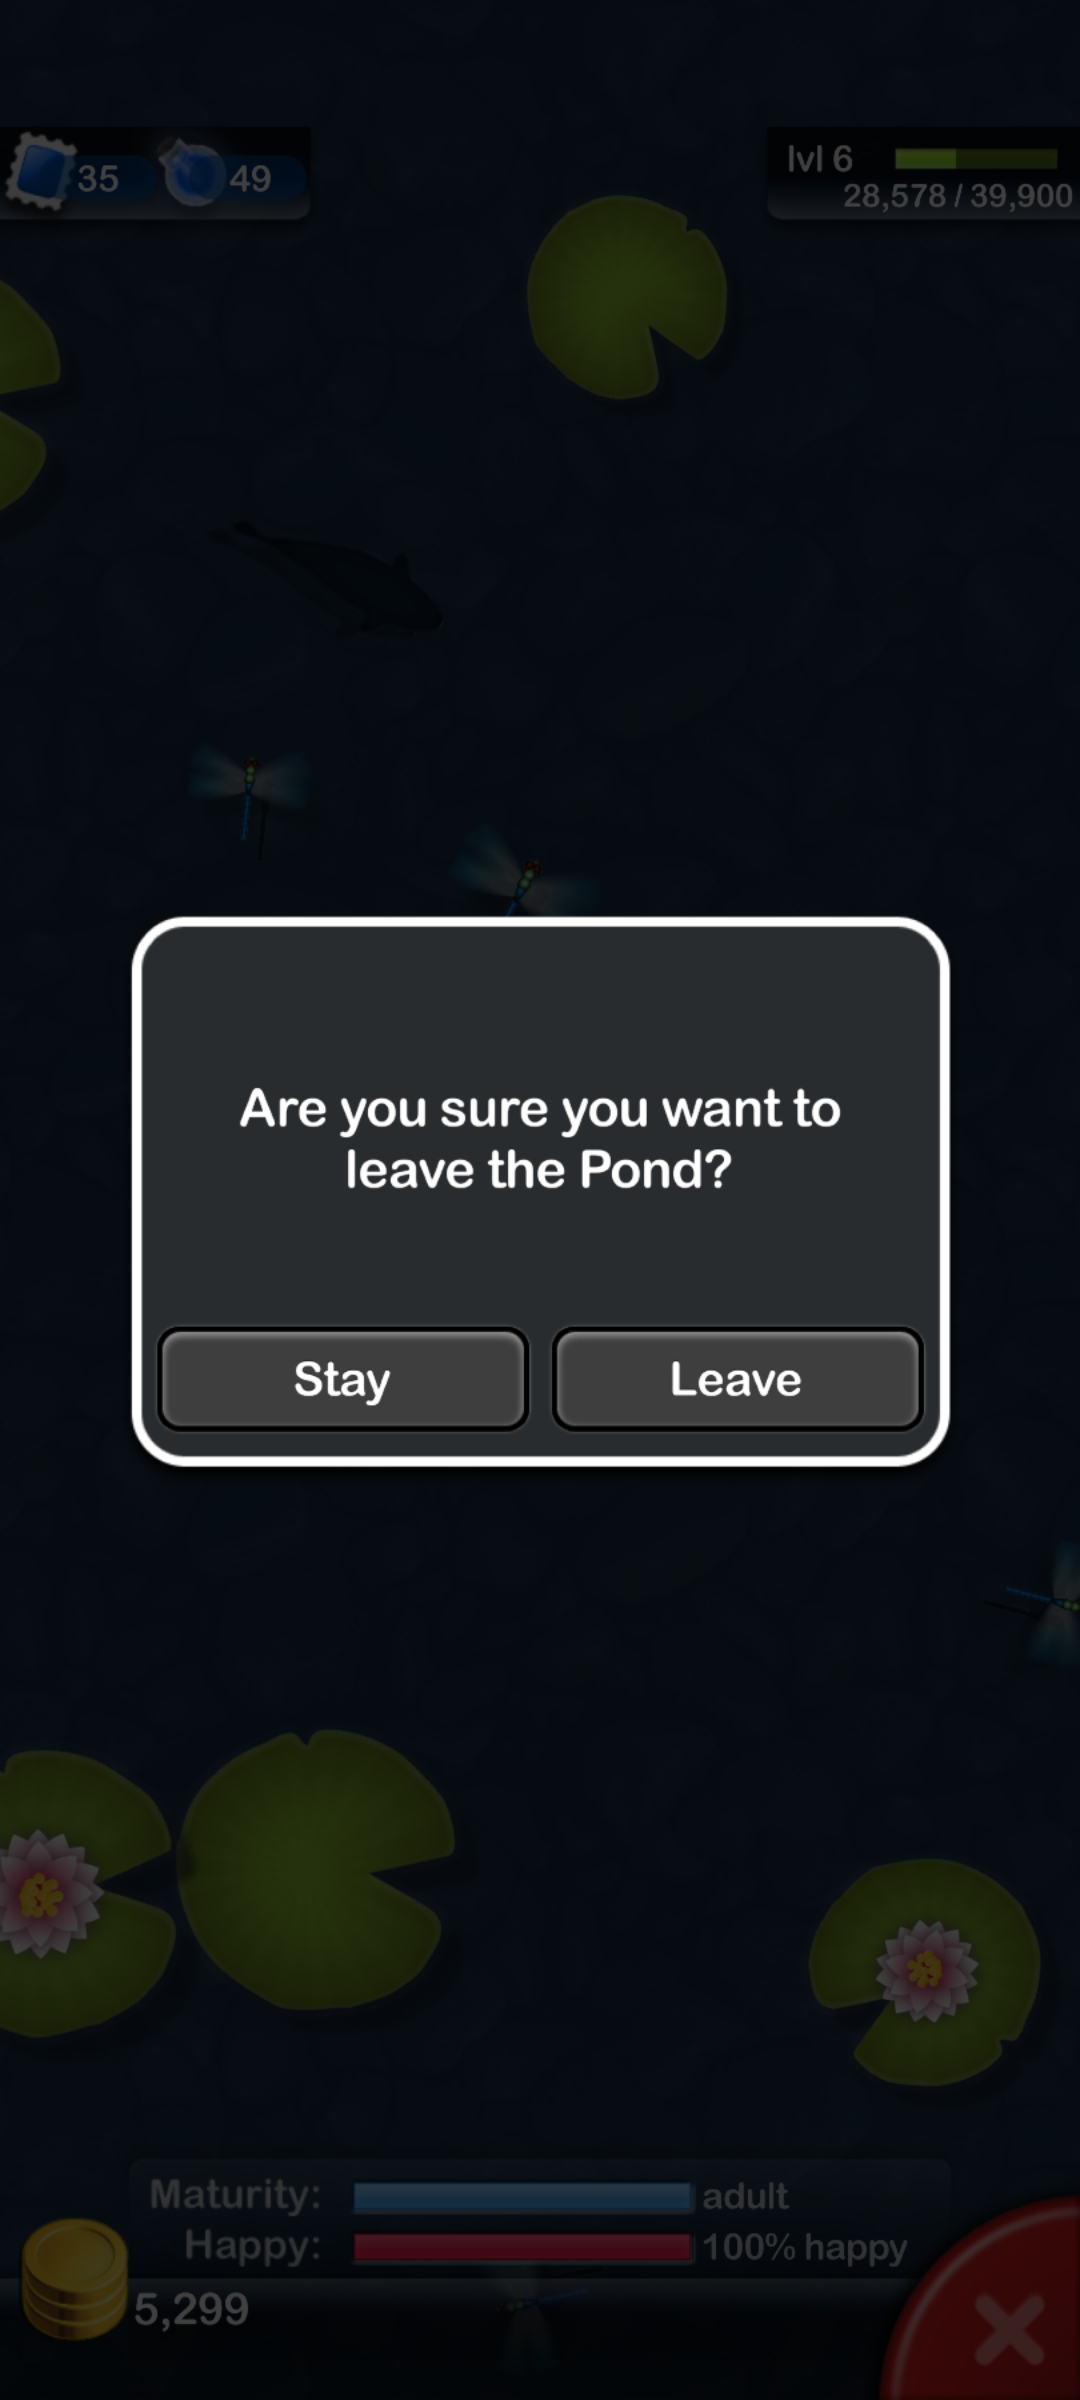 35 49
lvl 6
28,578 / 39,900
Are you sure you want to
leave the Pond?
Stay Leave
Maturity: adult
Happy: 100% happy
5,299